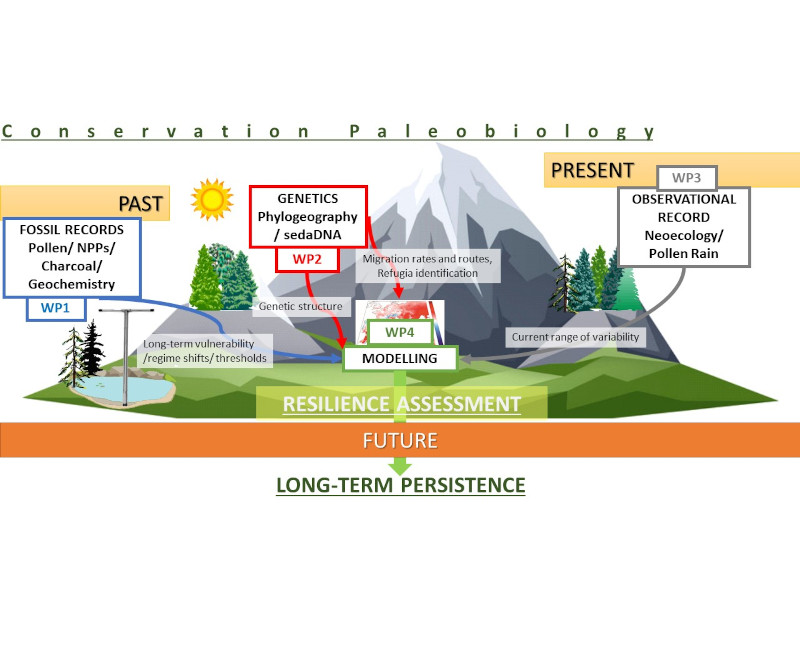 Conservation Paleobiology
PAST
PRESENT
FOSSIL RECORDS
Pollen/ NPPs/
Charcoal/
Geochemistry
WP1
GENETICS
Phylogeography
/ sedaDNA
WP2
WP3
OBSERVATIONAL
RECORD
Neoecology/
Pollen Rain
Migration rates and routes,
Refugia identification
Genetic structure
Long-term vulnerability
/regime shifts/ thresholds
Current range of variability
WP4
MODELLING
RESILIENCE ASSESSMENT
FUTURE
LONG-TERM PERSISTENCE